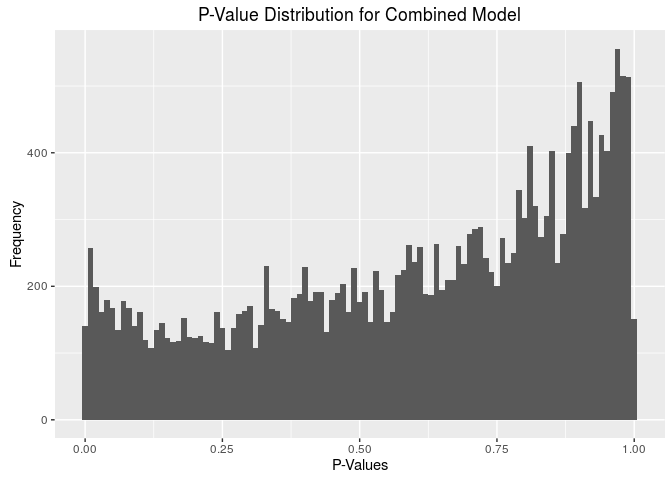 P-Value Distribution for Combined Model
Frequency
400
200
0
0.00 0.25 0.50 0.75 1.00
P-Values